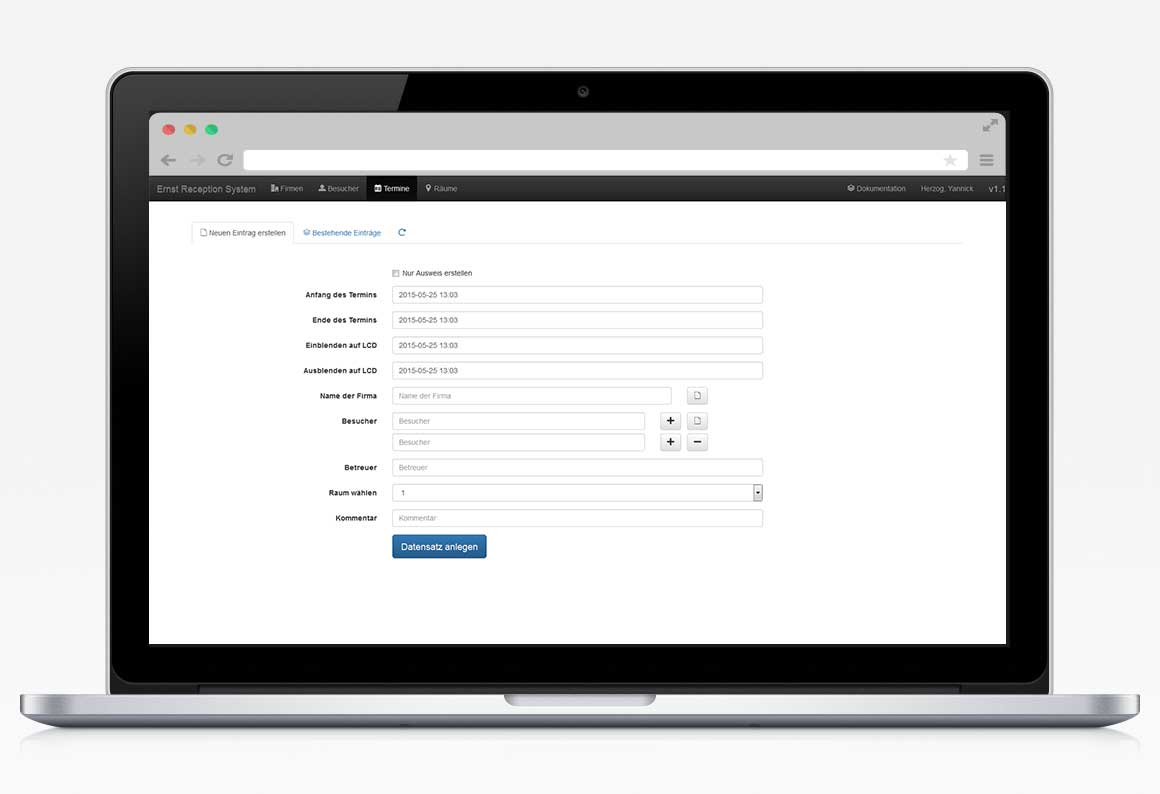 Ernst Reception System Firmen Besucher Termine Räume Dokumentation Herzog, Yannick v1.1
Neuen Eintrag erstellen Bestehende Einträge
Nur Ausweis erstellen
Anfang des Termins 2015-05-25 13:03
Ende des Termins 2015-05-25 13:03
Einblenden auf LCD 2015-05-25 13:03
Ausblenden auf LCD 2015-05-25 13:03
Name der Firma Name der Firma
Besucher Besucher
Besucher
Betreuer Betreuer
Raum wählen 1
Kommentar Kommentar
Datensatz anlegen